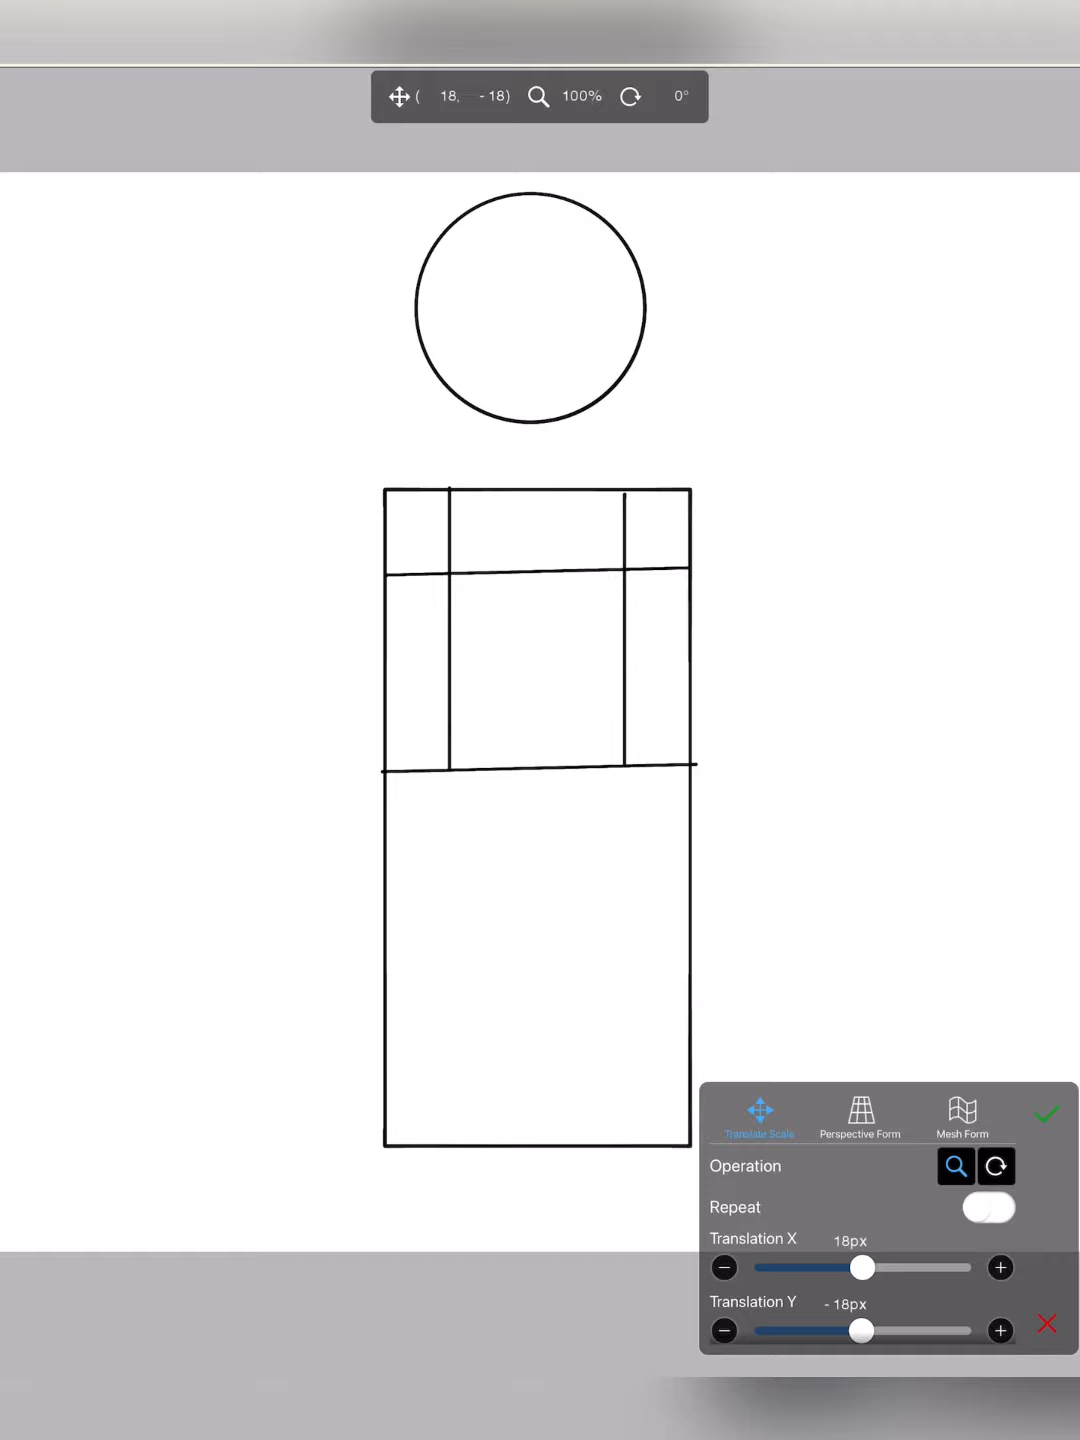 ( 18, - 18) 100% 0°
Translate Scale Perspective Form Mesh Form
Operation
Repeat
Translation X 18px
Translation Y - 18px